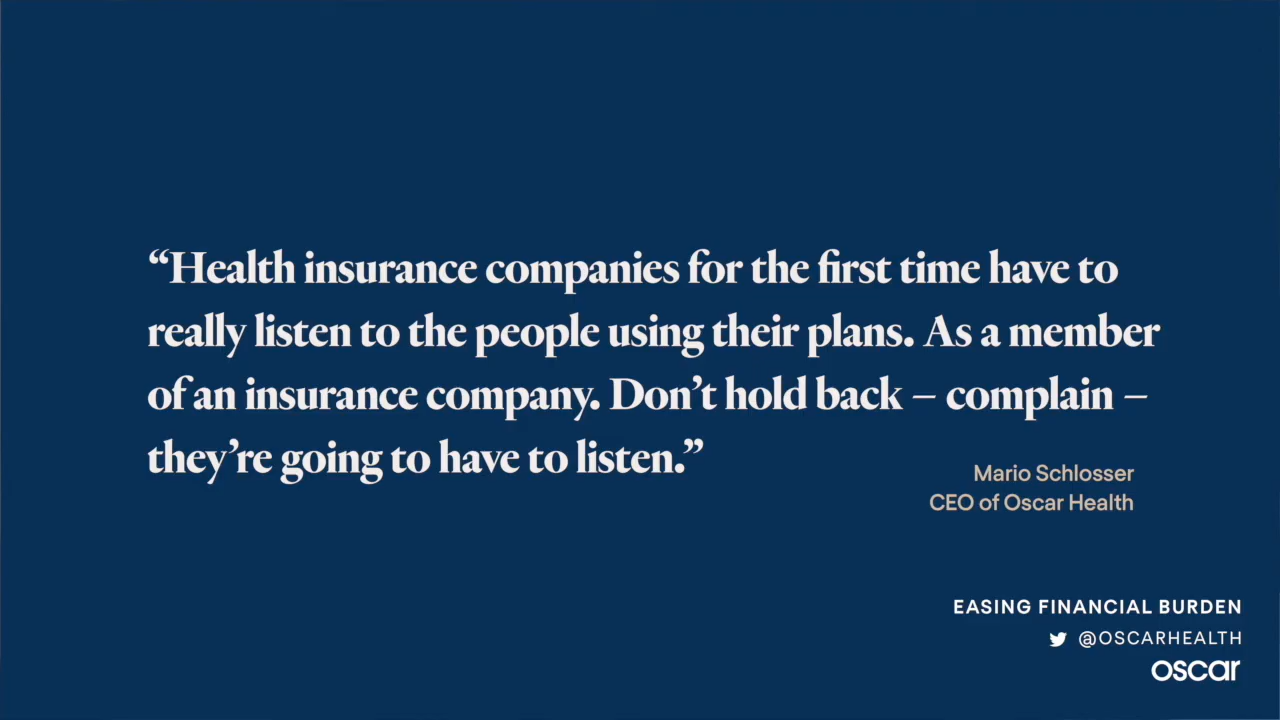 “Health insurance companies for the first time have to
really listen to the people using their plans. As a member
of an insurance company. Don’t hold back – complain –
they’re going to have to listen.”
Mario Schlosser
CEO of Oscar Health
EASING FINANCIAL BURDEN
@OSCARHEALTH
oscar